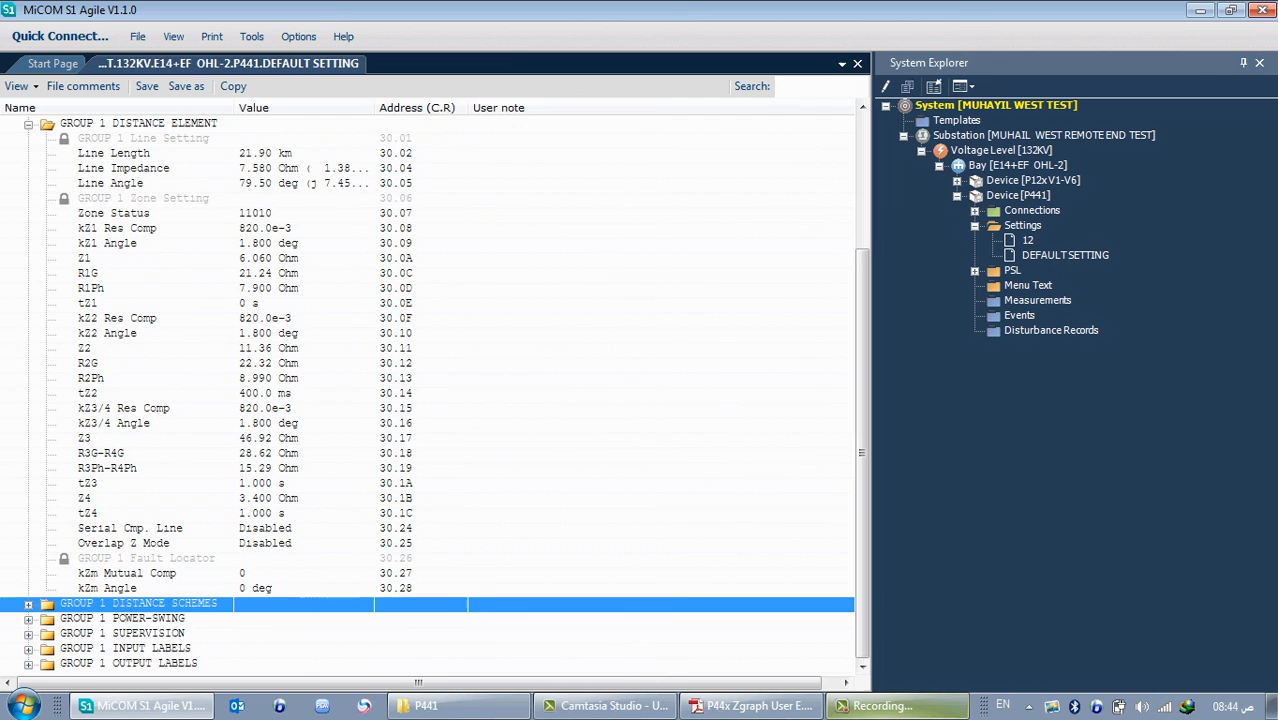 MiCOM S1 Agile V1.1.0
Quick Connect... File View Print Tools Options Help
Start Page ...T.132KV.E14+EF OHL-2.P441.DEFAULT SETTING
View File comments Save Save as Copy Search:
Name Value Address (C.R) User note
GROUP 1 DISTANCE ELEMENT
GROUP 1 Line Setting 30.01
Line Length 21.90 km 30.02
Line Impedance 7.580 Ohm ( 1.38... 30.04
Line Angle 79.50 deg (j 7.45... 30.05
GROUP 1 Zone Setting 30.06
Zone Status 11010 30.07
kZ1 Res Comp 820.0e-3 30.08
kZ1 Angle 1.800 deg 30.09
Z1 6.060 Ohm 30.0A
R1G 21.24 Ohm 30.0C
R1Ph 7.900 Ohm 30.0D
tZ1 0 s 30.0E
kZ2 Res Comp 820.0e-3 30.0F
kZ2 Angle 1.800 deg 30.10
Z2 11.36 Ohm 30.11
R2G 22.32 Ohm 30.12
R2Ph 8.990 Ohm 30.13
tZ2 400.0 ms 30.14
kZ3/4 Res Comp 820.0e-3 30.15
kZ3/4 Angle 1.800 deg 30.16
Z3 46.92 Ohm 30.17
R3G-R4G 28.62 Ohm 30.18
R3Ph-R4Ph 15.29 Ohm 30.19
tZ3 1.000 s 30.1A
Z4 3.400 Ohm 30.1B
tZ4 1.000 s 30.1C
Serial Cmp. Line Disabled 30.24
Overlap Z Mode Disabled 30.25
GROUP 1 Fault Locator 30.26
kZm Mutual Comp 0 30.27
kZm Angle 0 deg 30.28
GROUP 1 DISTANCE SCHEMES
GROUP 1 POWER-SWING
GROUP 1 SUPERVISION
GROUP 1 INPUT LABELS
GROUP 1 OUTPUT LABELS
System Explorer
System [MUHAYIL WEST TEST]
Templates
Substation [MUHAIL WEST REMOTE END TEST]
Voltage Level [132KV]
Bay [E14+EF OHL-2]
Device [P12xV1-V6]
Device [P441]
Connections
Settings
12
DEFAULT SETTING
PSL
Menu Text
Measurements
Events
Disturbance Records
MiCOM S1 Agile V1.... P441 Camtasia Studio - U... P44x Zgraph User E... Recording... EN 08:44 ص